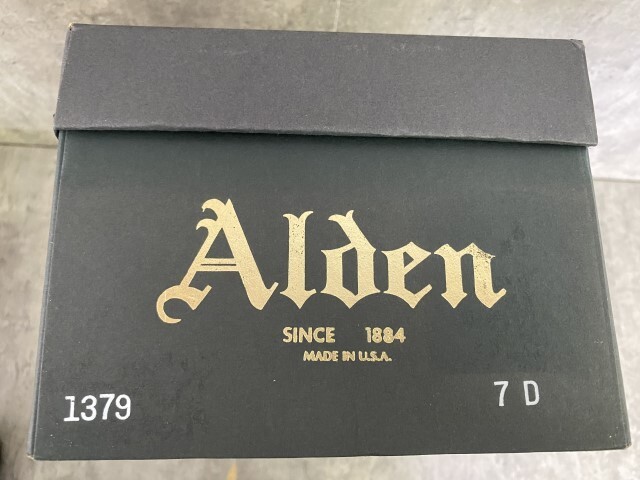 Alden
SINCE 1884
MADE IN U.S.A.
1379 7 D